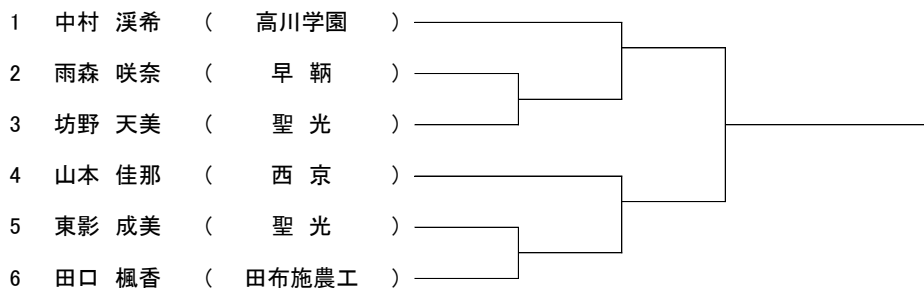 1 中村 渓希 ( 高川学園 )
2 雨森 咲奈 ( 早 鞆 )
3 坊野 天美 ( 聖 光 )
4 山本 佳那 ( 西 京 )
5 東影 成美 ( 聖 光 )
6 田口 楓香 ( 田布施農工 )